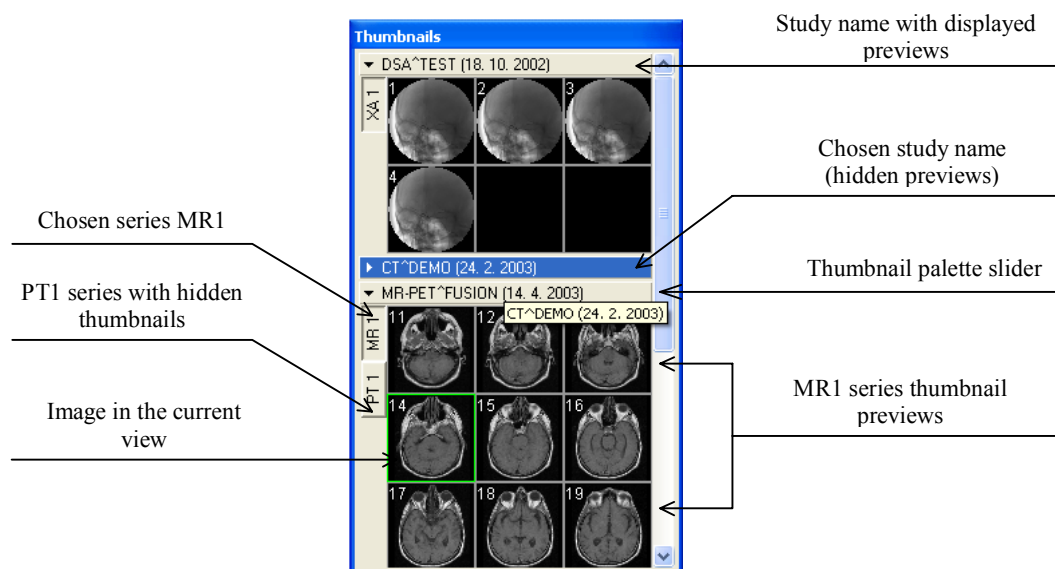 Study name with displayed
previews
Thumbnails
DSA^TEST (18. 10. 2002)
XA 1
1
2
3
4
Chosen study name
(hidden previews)
Chosen series MR1
CT^DEMO (24. 2. 2003)
Thumbnail palette slider
PT1 series with hidden
thumbnails
MR-PET^FUSION (14. 4. 2003)
CT^DEMO (24. 2. 2003)
MR 1
11
12
PT 1
MR1 series thumbnail
previews
Image in the current
view
14
15
16
17
18
19